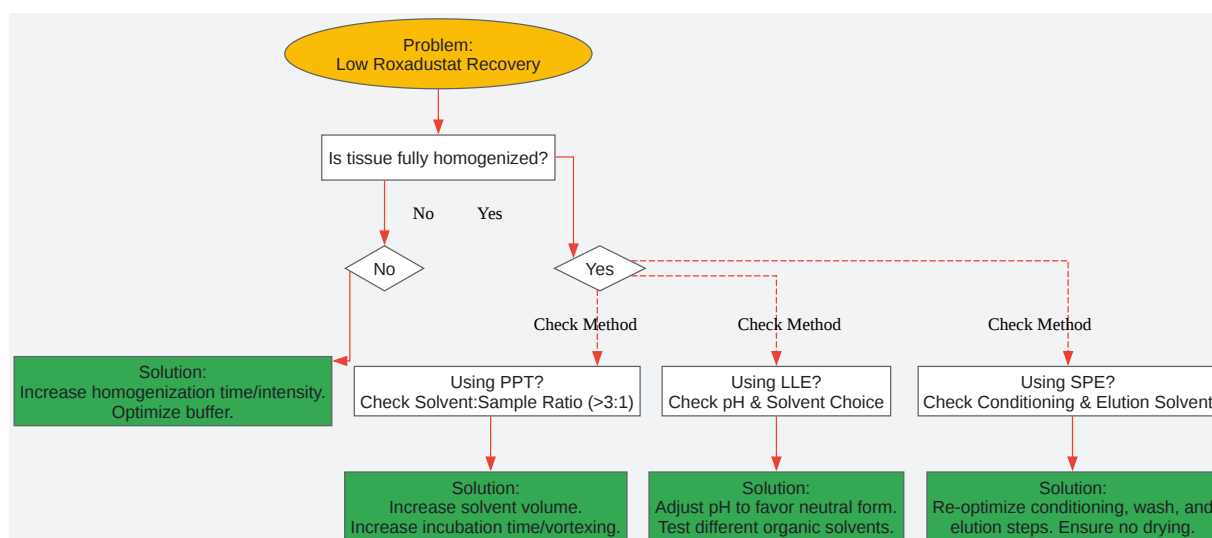 Problem:
Low Roxadustat Recovery
Is tissue fully homogenized?
No Yes
No
Yes
Check Method
Check Method
Check Method
Solution:
Increase homogenization time/intensity.
Optimize buffer.
Using PPT?
Check Solvent:Sample Ratio (>3:1)
Using LLE?
Check pH & Solvent Choice
Using SPE?
Check Conditioning & Elution Solvent
Solution:
Increase solvent volume.
Increase incubation time/vortexing.
Solution:
Adjust pH to favor neutral form.
Test different organic solvents.
Solution:
Re-optimize conditioning, wash, and
elution steps. Ensure no drying.